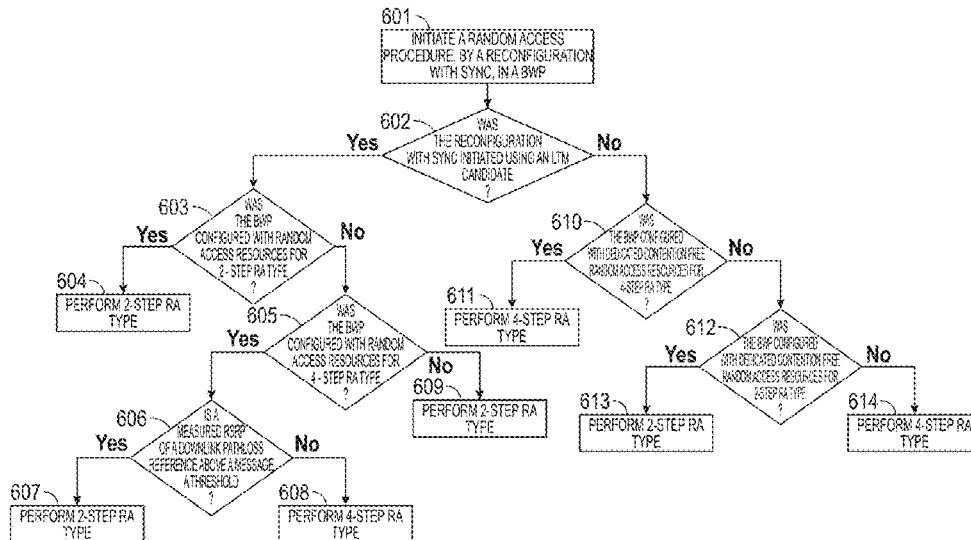 601
INITIATE A RANDOM ACCESS
PROCEDURE, BY A RECONFIGURATION
WITH SYNC, IN A BWP
602
WAS
THE RECONFIGURATION
WITH SYNC INITIATED USING AN LTM
CANDIDATE
?
Yes
No
603
WAS
THE BWP
CONFIGURED WITH RANDOM
ACCESS RESOURCES FOR
2 - STEP RA TYPE
?
Yes
No
604
PERFORM 2-STEP RA
TYPE
605
WAS
THE BWP
CONFIGURED WITH RANDOM
ACCESS RESOURCES FOR
4 - STEP RA TYPE
?
Yes
No
606
IS A
MEASURED RSRP
OF A DOWNLINK PATHLOSS
REFERENCE ABOVE A MESSAGE
A THRESHOLD
?
Yes
No
607
PERFORM 2-STEP RA
TYPE
608
PERFORM 4-STEP RA
TYPE
609
PERFORM 2-STEP RA
TYPE
610
WAS
THE BWP CONFIGURED
WITH DEDICATED CONTENTION FREE
RANDOM ACCESS RESOURCES FOR
4-STEP RA TYPE
?
Yes
No
611
PERFORM 4-STEP RA
TYPE
612
WAS
THE BWP CONFIGURED
WITH DEDICATED CONTENTION FREE
RANDOM ACCESS RESOURCES FOR
2-STEP RA TYPE
?
Yes
No
613
PERFORM 2-STEP RA
TYPE
614
PERFORM 4-STEP RA
TYPE